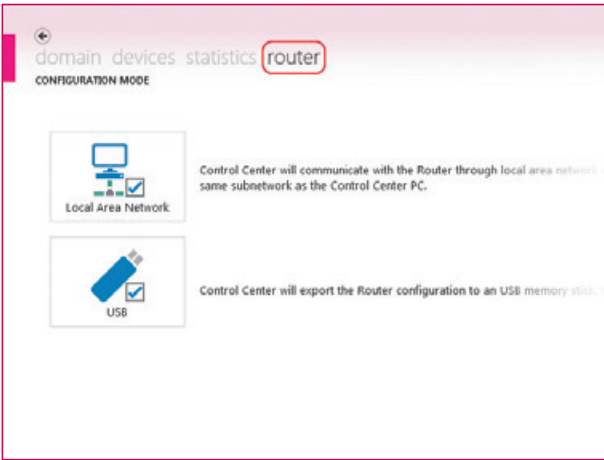 domain devices statistics router
CONFIGURATION MODE
Control Center will communicate with the Router through local area network
same subnetwork as the Control Center PC.
Local Area Network
Control Center will export the Router configuration to an USB memory stick.
USB